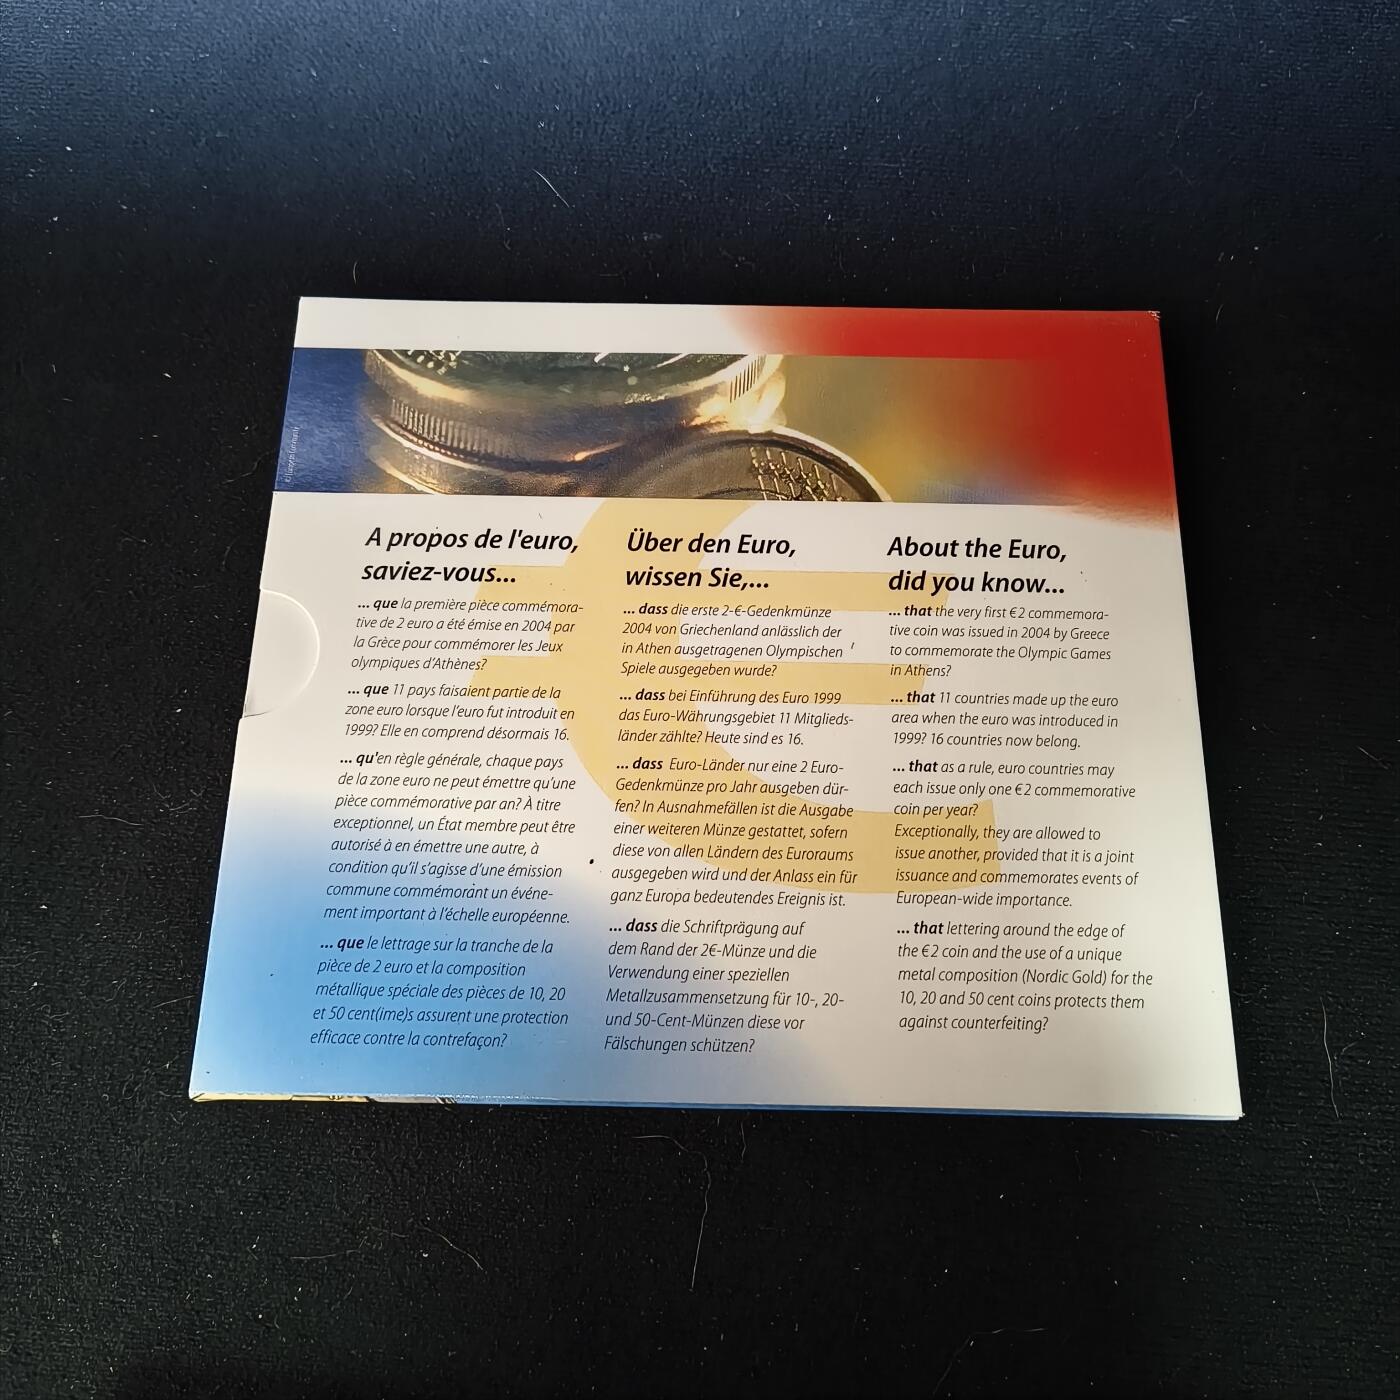 A propos de l'euro,
saviez-vous...
... que la première pièce commémora-
tive de 2 euro a été émise en 2004 par
la Grèce pour commémorer les Jeux
olympiques d'Athènes?
... que 11 pays faisaient partie de la
zone euro lorsque l'euro fut introduit en
1999? Elle en comprend désormais 16.
... qu'en règle générale, chaque pays
de la zone euro ne peut émettre qu'une
pièce commémorative par an? À titre
exceptionnel, un État membre peut être
autorisé à en émettre une autre, à
condition qu'il s'agisse d'une émission
commune commémorant un événe-
ment important à l'échelle européenne.
... que le lettrage sur la tranche de la
pièce de 2 euro et la composition
métallique spéciale des pièces de 10, 20
et 50 cent(ime)s assurent une protection
efficace contre la contrefaçon?
Über den Euro,
wissen Sie,...
... dass die erste 2-€-Gedenkmünze
2004 von Griechenland anlässlich der
in Athen ausgetragenen Olympischen
Spiele ausgegeben wurde?
... dass bei Einführung des Euro 1999
das Euro-Währungsgebiet 11 Mitglieds-
länder zählte? Heute sind es 16.
... dass Euro-Länder nur eine 2 Euro-
Gedenkmünze pro Jahr ausgeben dür-
fen? In Ausnahmefällen ist die Ausgabe
einer weiteren Münze gestattet, sofern
diese von allen Ländern des Euroraums
ausgegeben wird und der Anlass ein für
ganz Europa bedeutendes Ereignis ist.
... dass die Schriftprägung auf
dem Rand der 2€-Münze und die
Verwendung einer speziellen
Metallzusammensetzung für 10-, 20-
und 50-Cent-Münzen diese vor
Fälschungen schützen?
About the Euro,
did you know...
... that the very first €2 commemora-
tive coin was issued in 2004 by Greece
to commemorate the Olympic Games
in Athens?
... that 11 countries made up the euro
area when the euro was introduced in
1999? 16 countries now belong.
... that as a rule, euro countries may
each issue only one €2 commemorative
coin per year?
Exceptionally, they are allowed to
issue another, provided that it is a joint
issuance and commemorates events of
European-wide importance.
... that lettering around the edge of
the €2 coin and the use of a unique
metal composition (Nordic Gold) for the
10, 20 and 50 cent coins protects them
against counterfeiting?